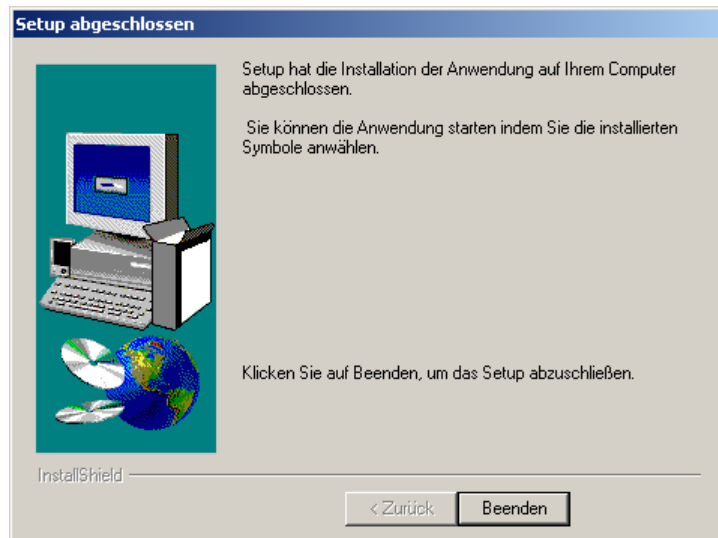 Setup abgeschlossen
Setup hat die Installation der Anwendung auf Ihrem Computer
abgeschlossen.
Sie können die Anwendung starten indem Sie die installierten
Symbole anwählen.
Klicken Sie auf Beenden, um das Setup abzuschließen.
InstallShield
< Zurück
Beenden